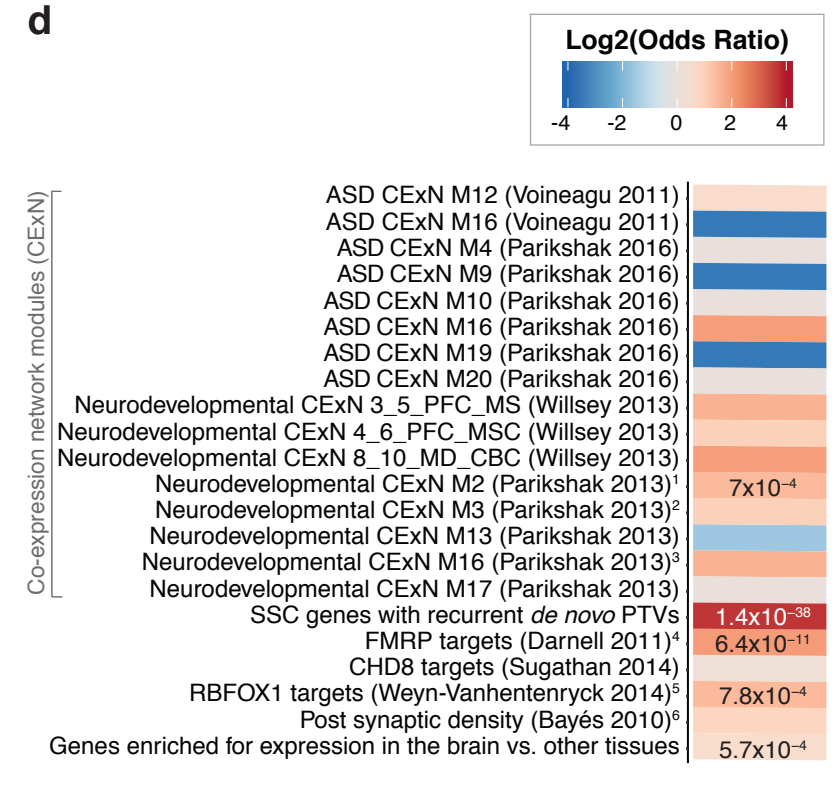 d
Log2(Odds Ratio)
-4 -2 0 2 4
Co-expression network modules (CExN)
ASD CExN M12 (Voineagu 2011)
ASD CExN M16 (Voineagu 2011)
ASD CExN M4 (Parikshak 2016)
ASD CExN M9 (Parikshak 2016)
ASD CExN M10 (Parikshak 2016)
ASD CExN M16 (Parikshak 2016)
ASD CExN M19 (Parikshak 2016)
ASD CExN M20 (Parikshak 2016)
Neurodevelopmental CExN 3_5_PFC_MS (Willsey 2013)
Neurodevelopmental CExN 4_6_PFC_MSC (Willsey 2013)
Neurodevelopmental CExN 8_10_MD_CBC (Willsey 2013)
Neurodevelopmental CExN M2 (Parikshak 2013)¹ 7x10⁻⁴
Neurodevelopmental CExN M3 (Parikshak 2013)²
Neurodevelopmental CExN M13 (Parikshak 2013)
Neurodevelopmental CExN M16 (Parikshak 2013)³
Neurodevelopmental CExN M17 (Parikshak 2013)
SSC genes with recurrent de novo PTVs 1.4x10⁻³⁸
FMRP targets (Darnell 2011)⁴ 6.4x10⁻¹¹
CHD8 targets (Sugathan 2014)
RBFOX1 targets (Weyn-Vanhentenryck 2014)⁵ 7.8x10⁻⁴
Post synaptic density (Bayés 2010)⁶
Genes enriched for expression in the brain vs. other tissues 5.7x10⁻⁴